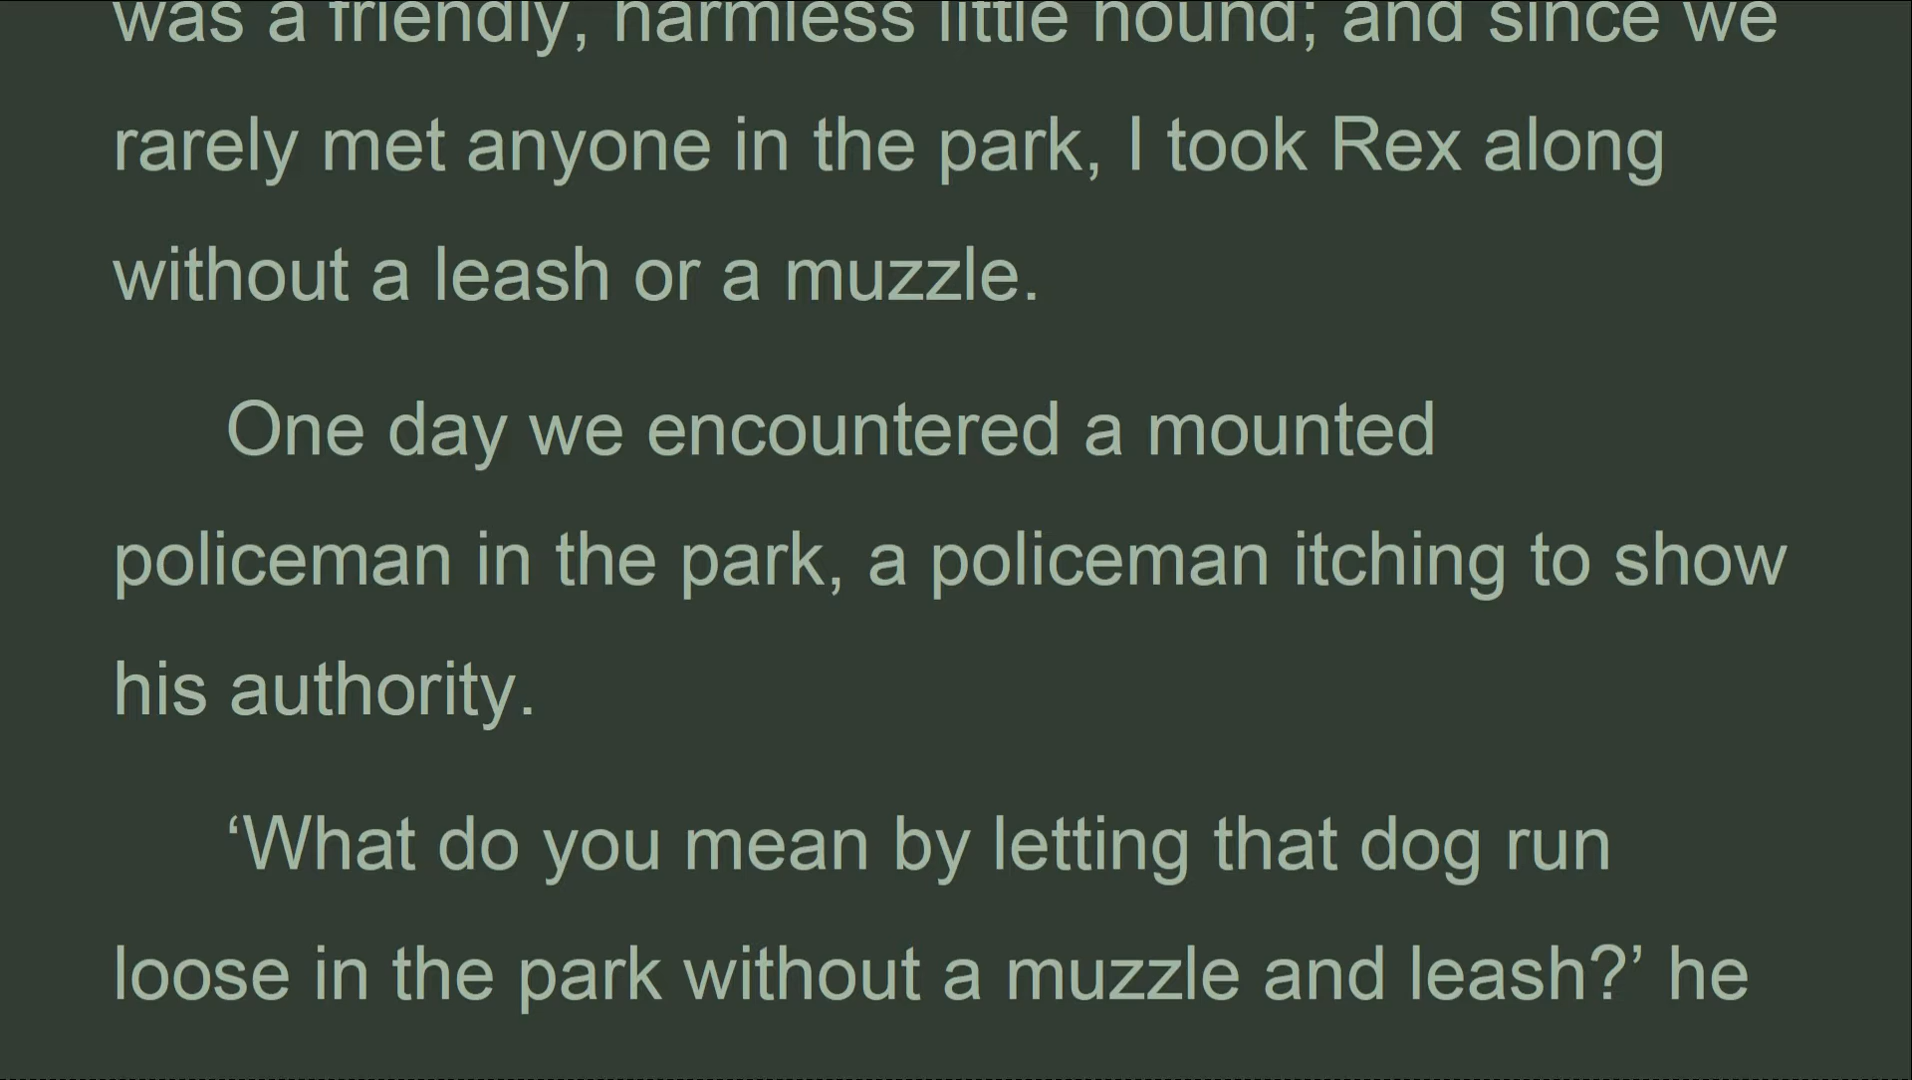 was a friendly, harmless little hound; and since we
rarely met anyone in the park, I took Rex along
without a leash or a muzzle.
One day we encountered a mounted
policeman in the park, a policeman itching to show
his authority.
‘What do you mean by letting that dog run
loose in the park without a muzzle and leash?’ he